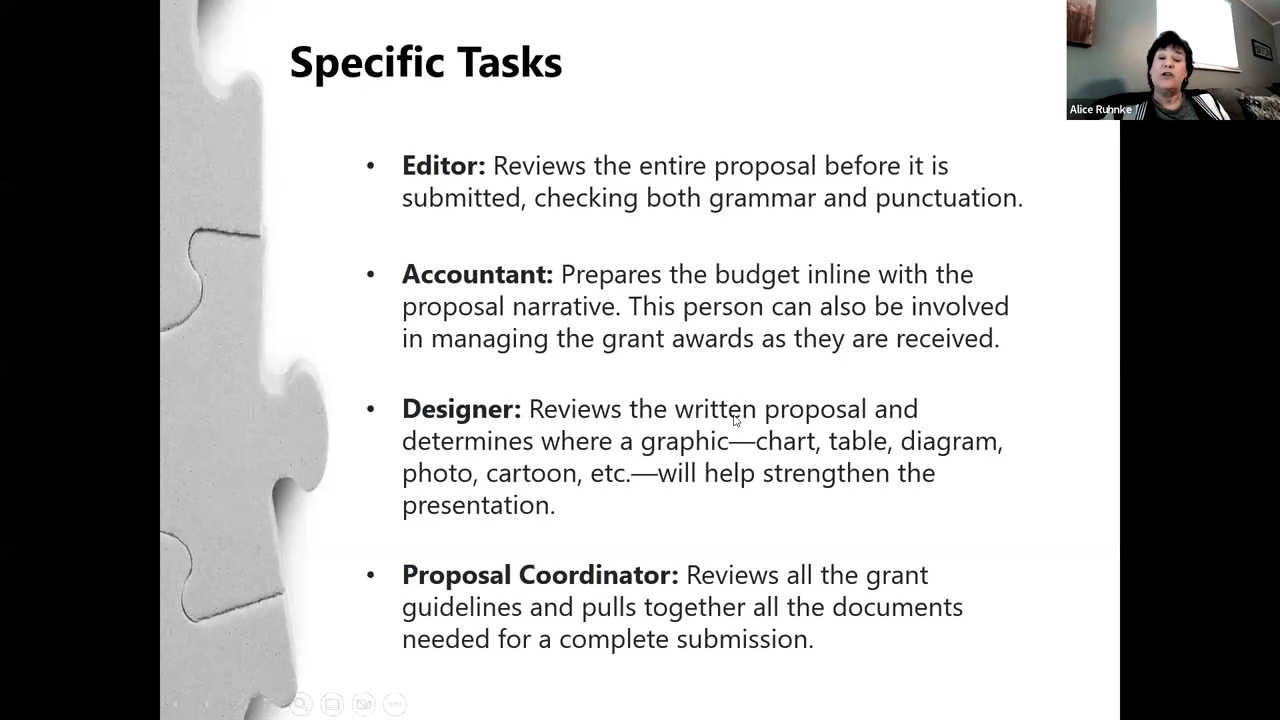 Specific Tasks
Alice Ruhnke
• Editor: Reviews the entire proposal before it is
submitted, checking both grammar and punctuation.
• Accountant: Prepares the budget inline with the
proposal narrative. This person can also be involved
in managing the grant awards as they are received.
• Designer: Reviews the written proposal and
determines where a graphic—chart, table, diagram,
photo, cartoon, etc.—will help strengthen the
presentation.
• Proposal Coordinator: Reviews all the grant
guidelines and pulls together all the documents
needed for a complete submission.